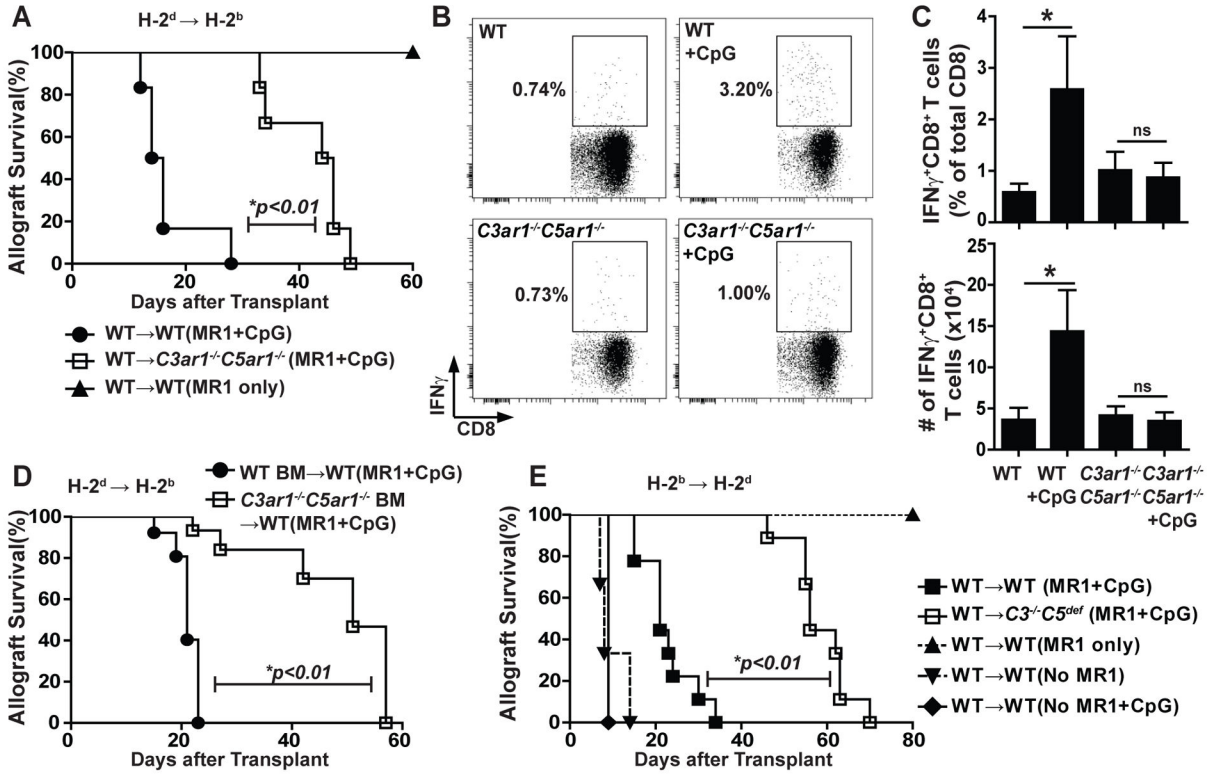 A
H-2ᵈ → H-2ᵇ
Allograft Survival(%)
100
80
60
40
20
0
*p<0.01
0
20
40
60
Days after Transplant
WT→WT(MR1+CpG)
WT→C3ar1⁻/⁻C5ar1⁻/⁻ (MR1+CpG)
WT→WT(MR1 only)
B
WT
0.74%
WT
+CpG
3.20%
C3ar1⁻/⁻C5ar1⁻/⁻
0.73%
C3ar1⁻/⁻C5ar1⁻/⁻
+CpG
1.00%
IFNγ
CD8
C
IFNγ⁺CD8⁺ T cells
(% of total CD8)
4
3
2
1
0
*
ns
# of IFNγ⁺CD8⁺
T cells (x10⁴)
25
20
15
10
5
0
*
ns
WT
WT
+CpG
C3ar1⁻/⁻
C5ar1⁻/⁻
C3ar1⁻/⁻
C5ar1⁻/⁻
+CpG
D
H-2ᵈ → H-2ᵇ
WT BM→WT(MR1+CpG)
C3ar1⁻/⁻C5ar1⁻/⁻ BM
→WT(MR1+CpG)
Allograft Survival(%)
100
80
60
40
20
0
*p<0.01
0
20
40
60
Days after Transplant
E
H-2ᵇ → H-2ᵈ
Allograft Survival(%)
100
80
60
40
20
0
*p<0.01
0
20
40
60
80
Days after Transplant
WT→WT (MR1+CpG)
WT→C3⁻/⁻C5ᵈᵉᶠ (MR1+CpG)
WT→WT(MR1 only)
WT→WT(No MR1)
WT→WT(No MR1+CpG)